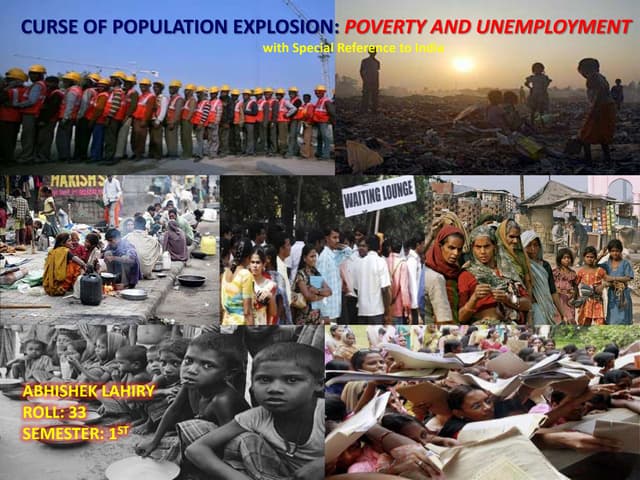 CURSE OF POPULATION EXPLOSION: POVERTY AND UNEMPLOYMENT
with Special Reference to India
WAITING LOUNGE
ABHISHEK LAHIRY
ROLL: 33
SEMESTER: 1ST